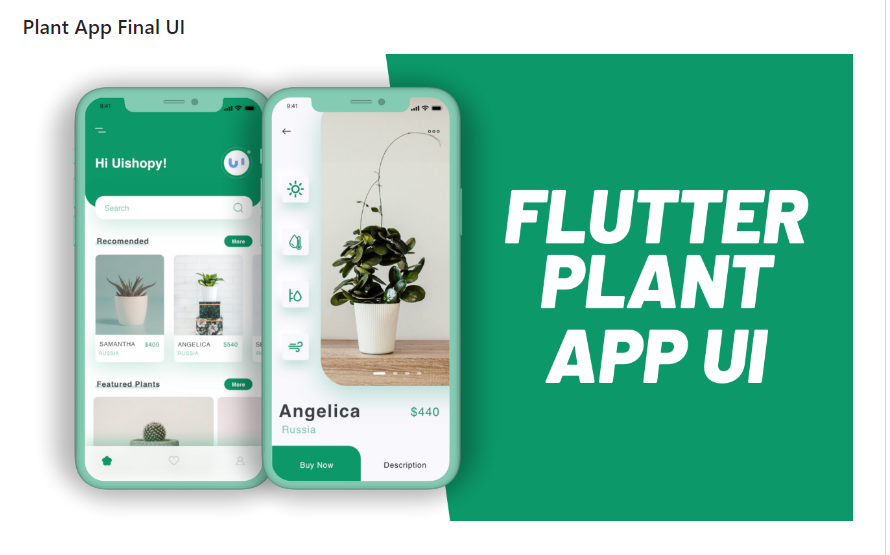 Plant App Final UI
9:41
Hi Uishopy!
UI
Search
Recomended
More
SAMANTHA $400
RUSSIA
ANGELICA $540
RUSSIA
Featured Plants
More
9:41
Angelica $440
Russia
Buy Now
Description
FLUTTER
PLANT
APP UI